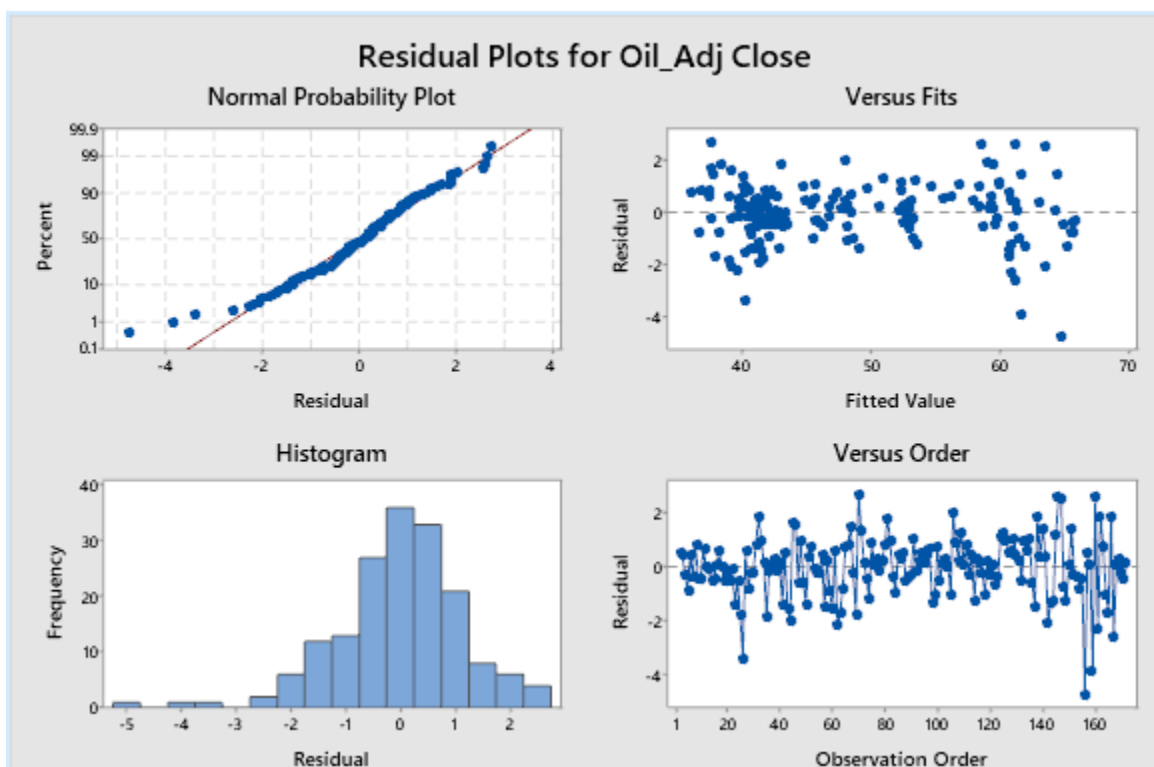 Residual Plots for Oil_Adj Close
Normal Probability Plot
99.9
99
90
50
10
1
0.1
Percent
-4 -2 0 2 4
Residual
Versus Fits
2
0
-2
-4
Residual
40 50 60 70
Fitted Value
Histogram
40
30
20
10
0
Frequency
-5 -4 -3 -2 -1 0 1 2
Residual
Versus Order
2
0
-2
-4
Residual
1 20 40 60 80 100 120 140 160
Observation Order